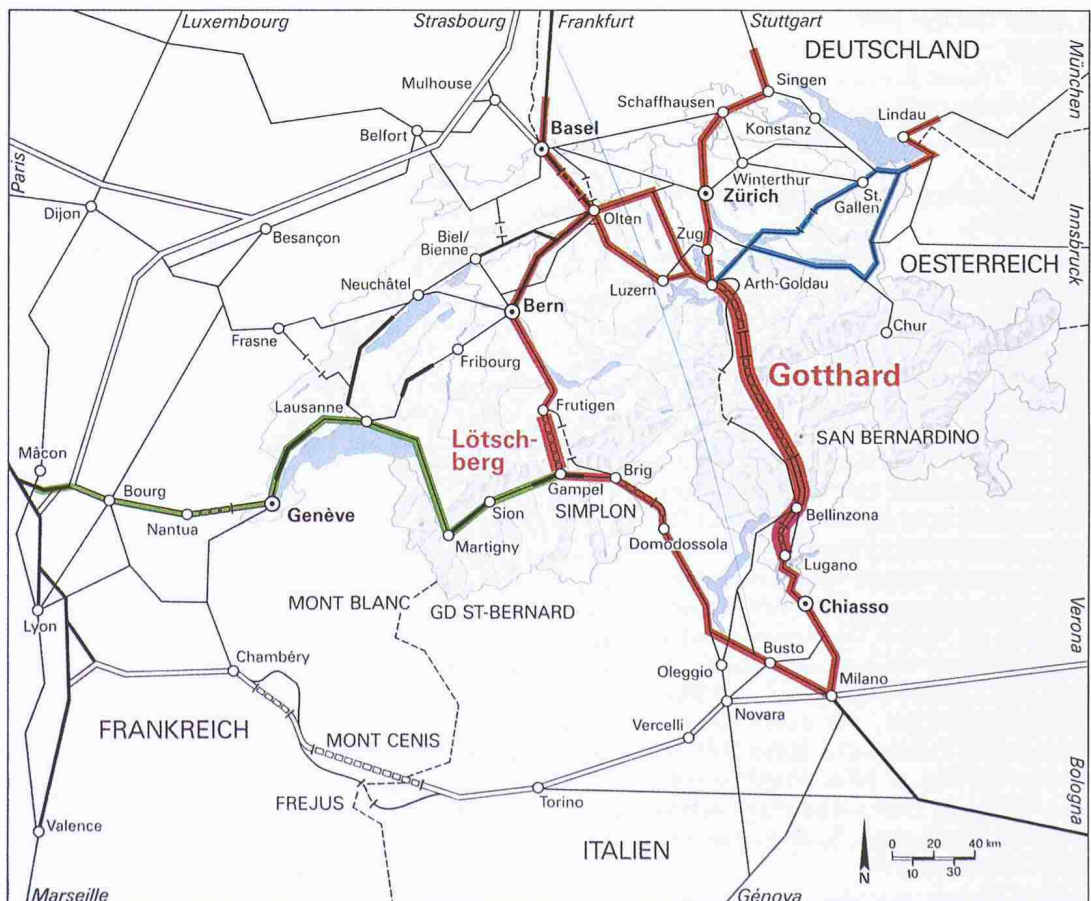 Luxembourg
Strasbourg
Frankfurt
Stuttgart
DEUTSCHLAND
München
Mulhouse
Singen
Schaffhausen
Konstanz
Lindau
Belfort
Basel
Paris
Winterthur
Zürich
St.
Gallen
Dijon
Besançon
Olten
Innsbruck
Biel/
Bienne
Zug
OESTERREICH
Neuchâtel
Luzern
Arth-Goldau
Bern
Frasne
Chur
Fribourg
Gotthard
Lausanne
Frutigen
Lötsch-
berg
SAN BERNARDINO
Mâcon
Brig
Bourg
Gampel
Genève
Sion
SIMPLON
Bellinzona
Nantua
Martigny
Domodossola
Lugano
MONT BLANC
GD ST-BERNARD
Chiasso
Lyon
Verona
Chambéry
Busto
Oleggio
Milano
FRANKREICH
Novara
Vercelli
MONT CENIS
Bologna
FREJUS
Torino
Valence
ITALIEN
0 20 40 km
10 30
N
Marseille
Génova